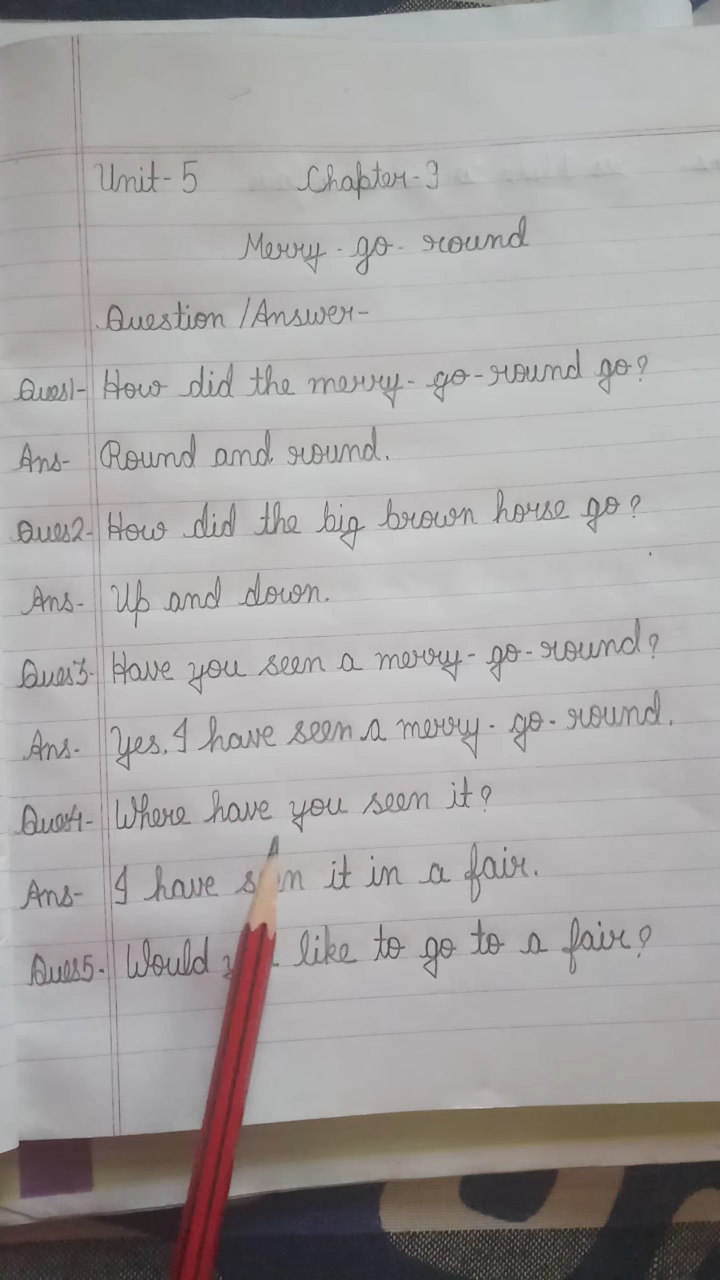 Unit- 5 Chapter- 3
Merry - go - round
Question / Answer-
Ques1- How did the merry- go-round go?
Ans- Round and round.
Ques2- How did the big brown horse go?
Ans- Up and down.
Ques3- Have you seen a merry- go-round?
Ans- Yes, I have seen a merry- go-round.
Ques4- Where have you seen it?
Ans- I have seen it in a fair.
Ques5- Would like to go to a fair?